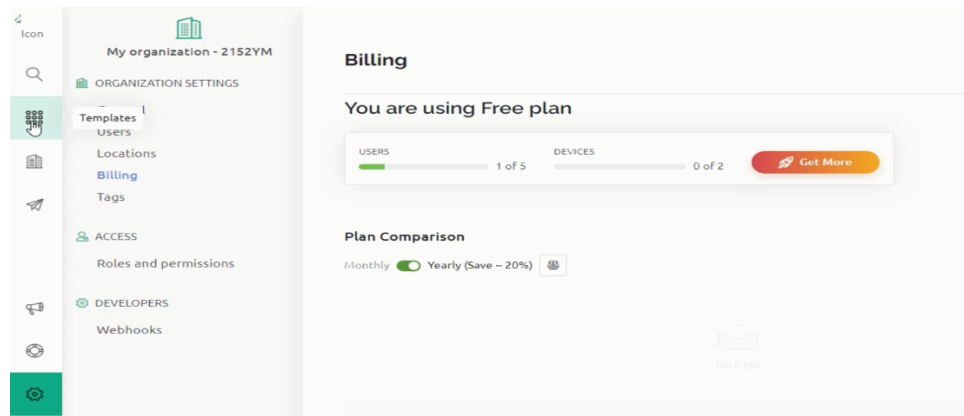 Icon
My organization - 2152YM
ORGANIZATION SETTINGS
Templates
Users
Locations
Billing
Tags
ACCESS
Roles and permissions
DEVELOPERS
Webhooks
Billing
You are using Free plan
USERS
1 of 5
DEVICES
0 of 2
Get More
Plan Comparison
Monthly Yearly (Save ~ 20%)
No Data